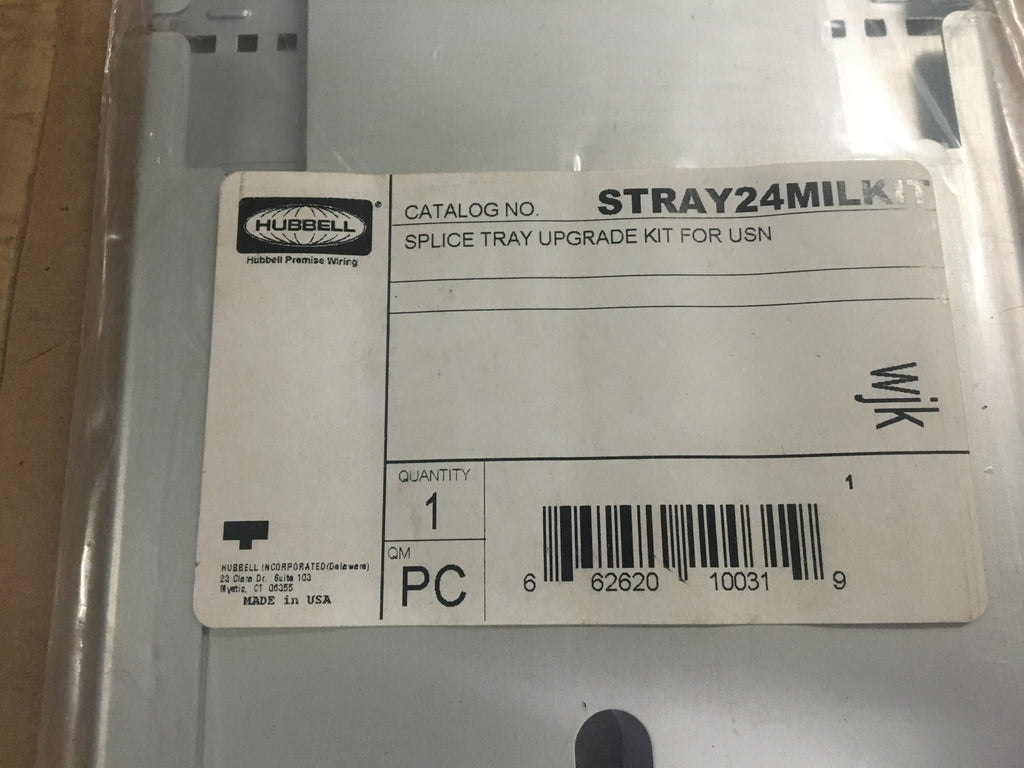 HUBBELL®
Hubbell Premise Wiring
CATALOG NO. STRAY24MILKIT
SPLICE TRAY UPGRADE KIT FOR USN
wjk
QUANTITY
1
QM
PC
1
6 62620 10031 9
HUBBELL INCORPORATED(Delaware)
23 Clara Dr. Suite 103
Mystic, CT 06355
MADE in USA